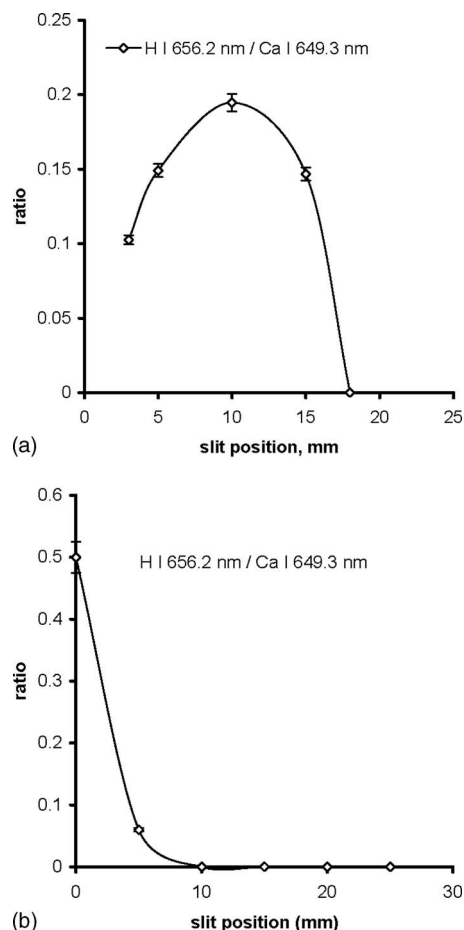 H I 656.2 nm / Ca I 649.3 nm
0.25
0.2
0.15
0.1
0.05
0
ratio
0 5 10 15 20 25
slit position, mm
(a)
H I 656.2 nm / Ca I 649.3 nm
0.6
0.5
0.4
0.3
0.2
0.1
0
ratio
0 10 20 30
slit position (mm)
(b)